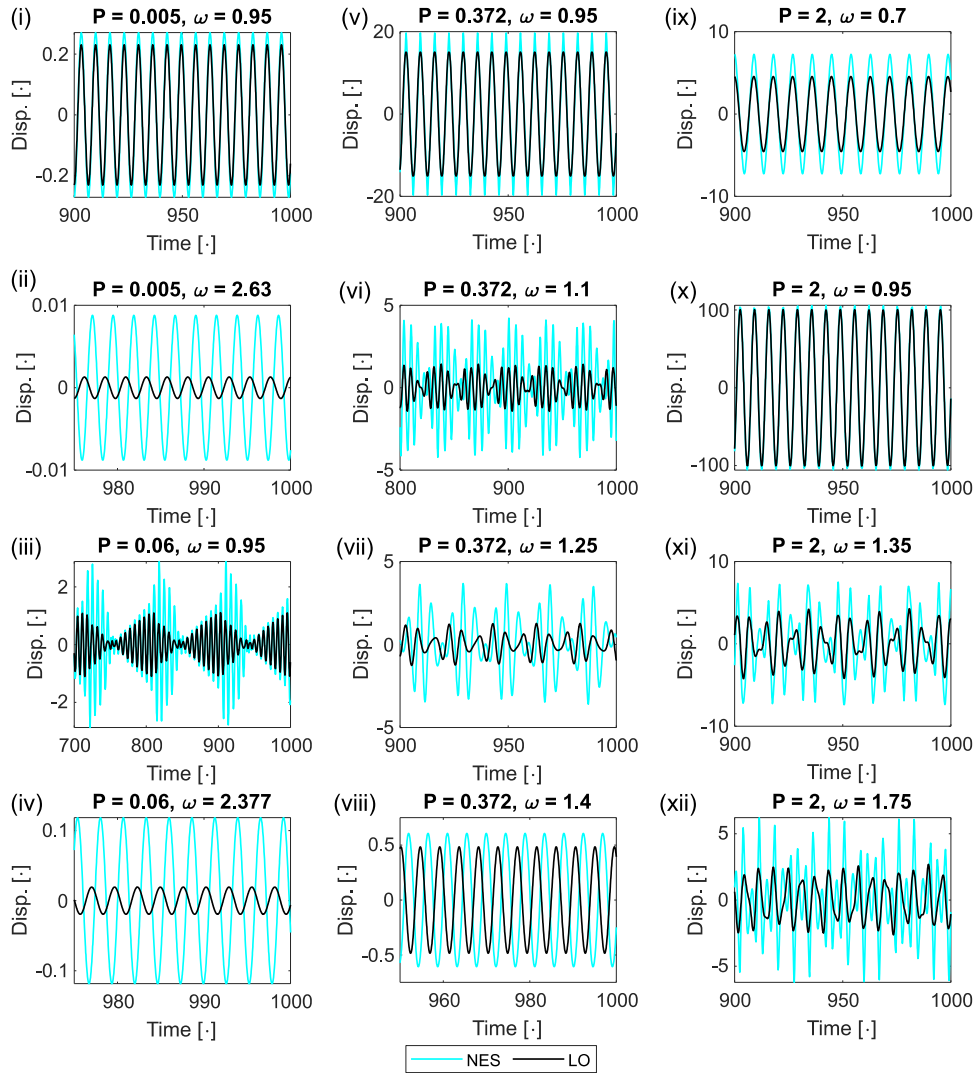 (i) P = 0.005, ω = 0.95
0.2
0
-0.2
Disp. [·]
900 950 1000
Time [·]
(v) P = 0.372, ω = 0.95
20
0
-20
Disp. [·]
900 950 1000
Time [·]
(ix) P = 2, ω = 0.7
10
0
-10
Disp. [·]
900 950 1000
Time [·]
(ii) P = 0.005, ω = 2.63
0.01
0
-0.01
Disp. [·]
980 990 1000
Time [·]
(vi) P = 0.372, ω = 1.1
5
0
-5
Disp. [·]
800 900 1000
Time [·]
(x) P = 2, ω = 0.95
100
0
-100
Disp. [·]
900 950 1000
Time [·]
(iii) P = 0.06, ω = 0.95
2
0
-2
Disp. [·]
700 800 900 1000
Time [·]
(vii) P = 0.372, ω = 1.25
5
0
-5
Disp. [·]
900 950 1000
Time [·]
(xi) P = 2, ω = 1.35
10
0
-10
Disp. [·]
900 950 1000
Time [·]
(iv) P = 0.06, ω = 2.377
0.1
0
-0.1
Disp. [·]
980 990 1000
Time [·]
(viii) P = 0.372, ω = 1.4
0.5
0
-0.5
Disp. [·]
960 980 1000
Time [·]
(xii) P = 2, ω = 1.75
5
0
-5
Disp. [·]
900 950 1000
Time [·]
NES LO